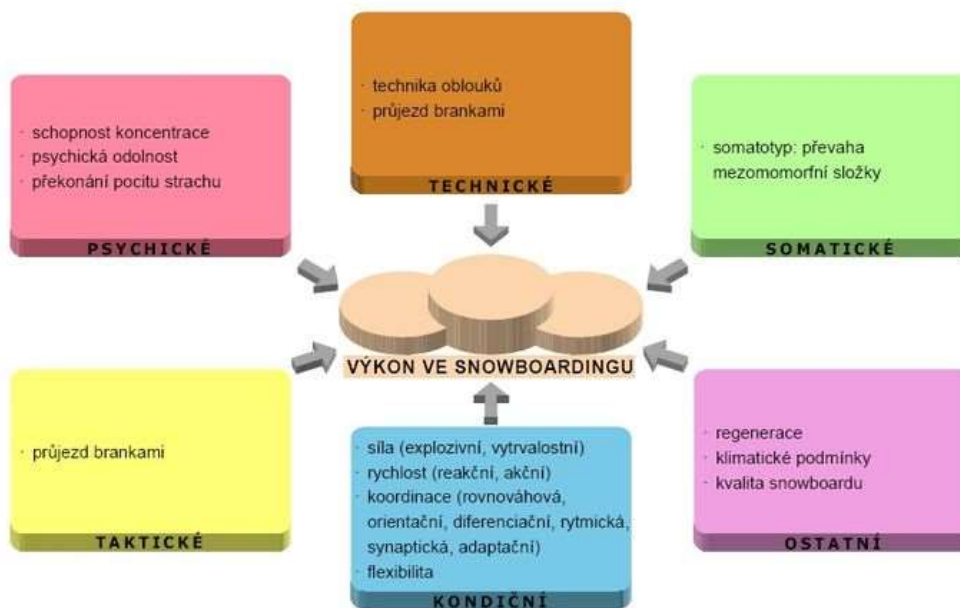 · schopnost koncentrace
· psychická odolnost
· překonání pocitu strachu
PSYCHICKÉ
· technika oblouků
· průjezd brankami
TECHNICKÉ
· somatotyp: převaha
mezomomorfní složky
SOMATICKÉ
VÝKON VE SNOWBOARDINGU
· průjezd brankami
TAKTICKÉ
· síla (explozivní, vytrvalostní)
· rychlost (reakční, akční)
· koordinace (rovnováhová,
orientační, diferenciační, rytmická,
synaptická, adaptační)
· flexibilita
KONDIČNÍ
· regenerace
· klimatické podmínky
· kvalita snowboardu
OSTATNÍ